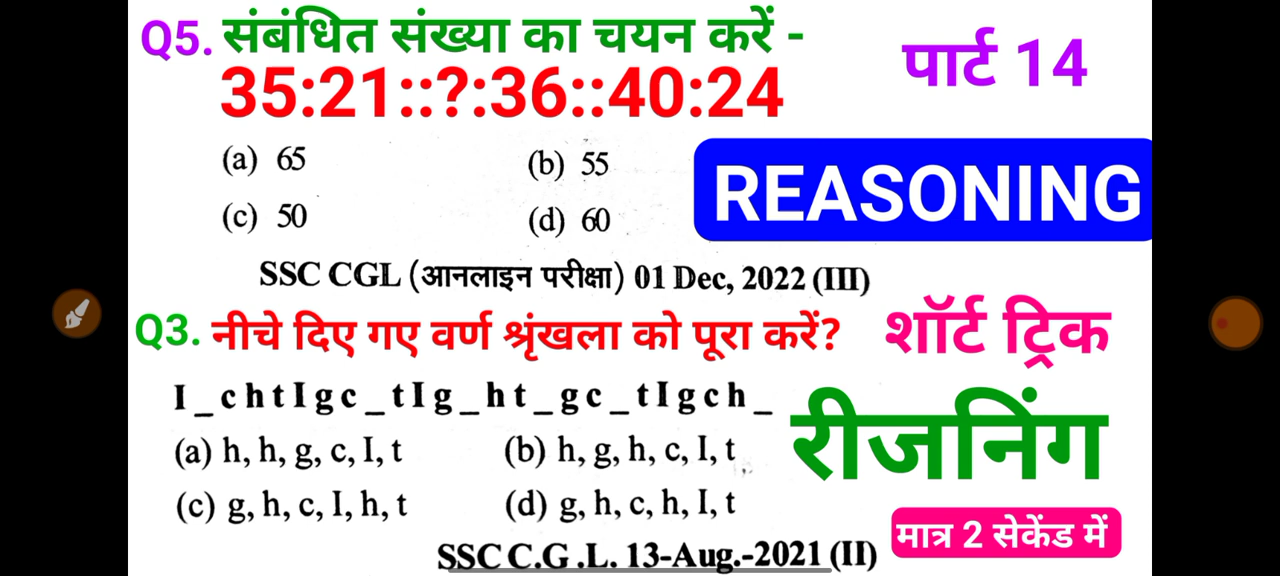 Q5. संबंधित संख्या का चयन करें -
पार्ट 14
35:21::?:36::40:24
(a) 65
(b) 55
REASONING
(c) 50
(d) 60
SSC CGL (आनलाइन परीक्षा) 01 Dec, 2022 (III)
Q3. नीचे दिए गए वर्ण श्रृंखला को पूरा करें?
शॉर्ट ट्रिक
I _ c h t I g c _ t I g _ h t _ g c _ t I g c h _
रीजनिंग
(a) h, h, g, c, I, t
(b) h, g, h, c, I, t
(c) g, h, c, I, h, t
(d) g, h, c, h, I, t
मात्र 2 सेकेंड में
SSC C.G.L. 13-Aug.-2021 (II)